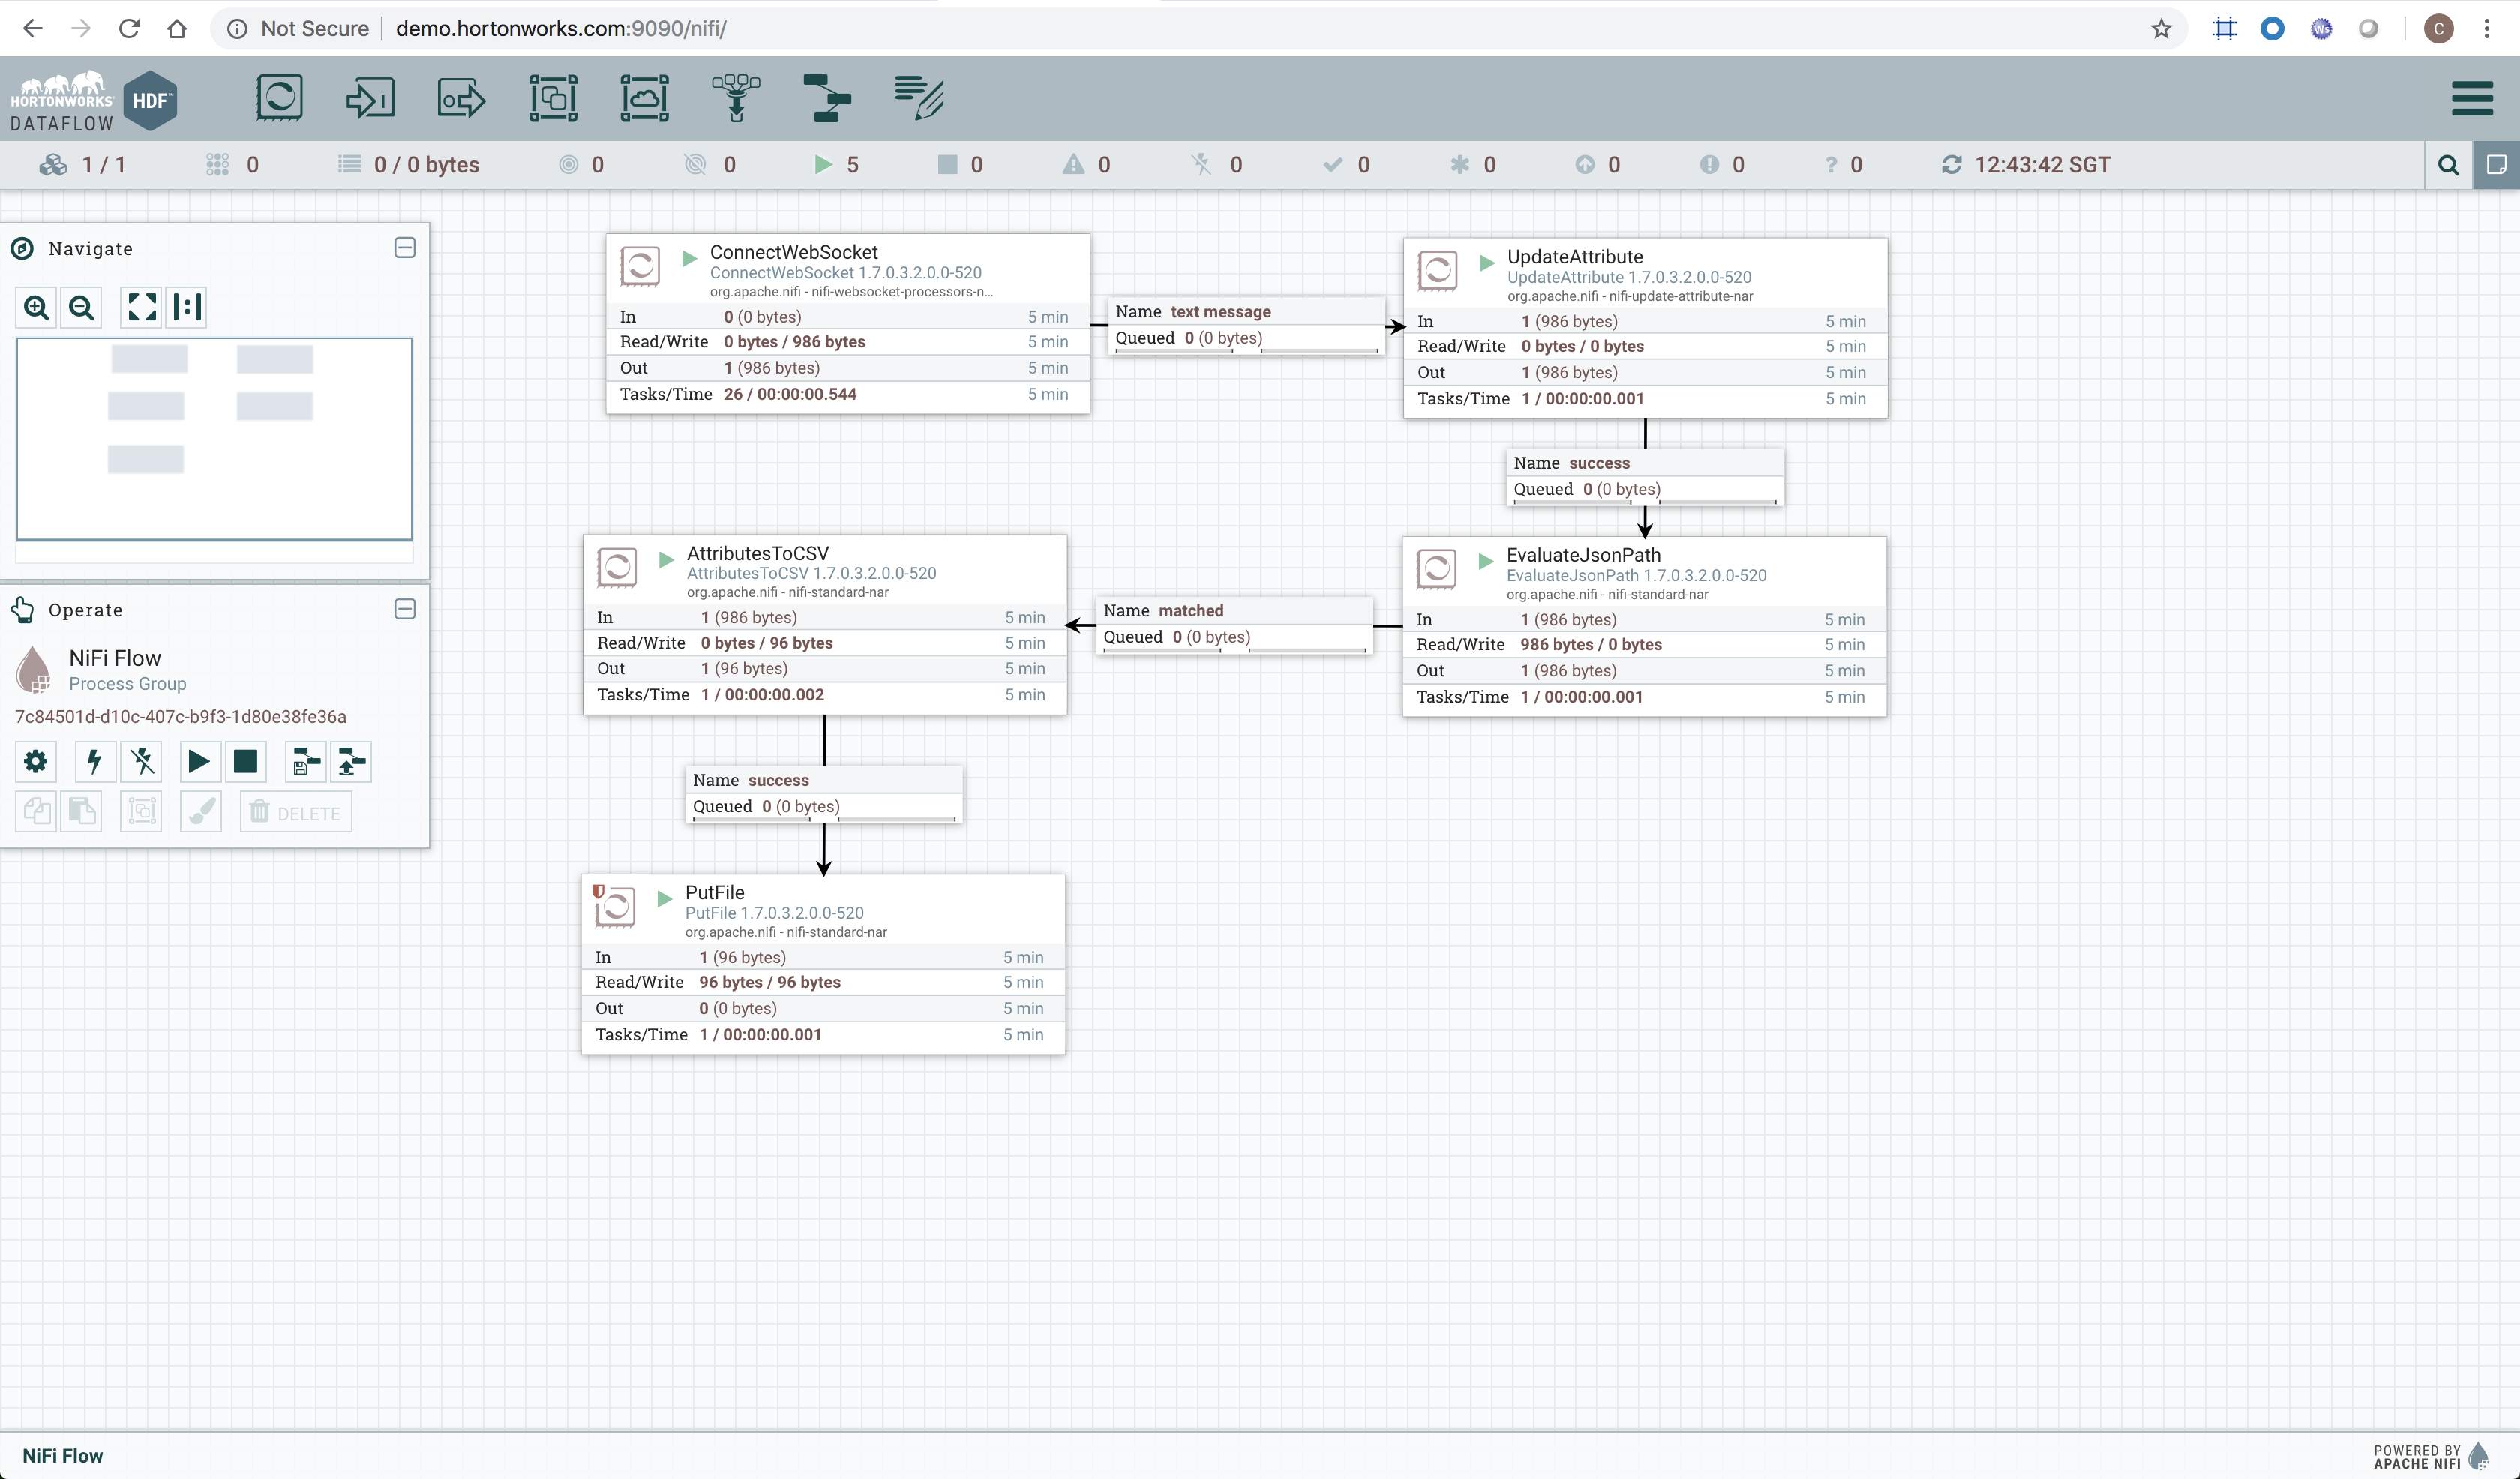 Not Secure | demo.hortonworks.com:9090/nifi/
C
HORTONWORKS
DATAFLOW
HDF™
1 / 1 0 0 / 0 bytes 0 0 5 0 0 0 0 0 0 0 ? 0 12:43:42 SGT
Navigate
Operate
NiFi Flow
Process Group
7c84501d-d10c-407c-b9f3-1d80e38fe36a
DELETE
ConnectWebSocket
ConnectWebSocket 1.7.0.3.2.0.0-520
org.apache.nifi - nifi-websocket-processors-n...
In 0 (0 bytes) 5 min
Read/Write 0 bytes / 986 bytes 5 min
Out 1 (986 bytes) 5 min
Tasks/Time 26 / 00:00:00.544 5 min
Name text message
Queued 0 (0 bytes)
UpdateAttribute
UpdateAttribute 1.7.0.3.2.0.0-520
org.apache.nifi - nifi-update-attribute-nar
In 1 (986 bytes) 5 min
Read/Write 0 bytes / 0 bytes 5 min
Out 1 (986 bytes) 5 min
Tasks/Time 1 / 00:00:00.001 5 min
Name success
Queued 0 (0 bytes)
EvaluateJsonPath
EvaluateJsonPath 1.7.0.3.2.0.0-520
org.apache.nifi - nifi-standard-nar
In 1 (986 bytes) 5 min
Read/Write 986 bytes / 0 bytes 5 min
Out 1 (986 bytes) 5 min
Tasks/Time 1 / 00:00:00.001 5 min
Name matched
Queued 0 (0 bytes)
AttributesToCSV
AttributesToCSV 1.7.0.3.2.0.0-520
org.apache.nifi - nifi-standard-nar
In 1 (986 bytes) 5 min
Read/Write 0 bytes / 96 bytes 5 min
Out 1 (96 bytes) 5 min
Tasks/Time 1 / 00:00:00.002 5 min
Name success
Queued 0 (0 bytes)
PutFile
PutFile 1.7.0.3.2.0.0-520
org.apache.nifi - nifi-standard-nar
In 1 (96 bytes) 5 min
Read/Write 96 bytes / 96 bytes 5 min
Out 0 (0 bytes) 5 min
Tasks/Time 1 / 00:00:00.001 5 min
NiFi Flow
POWERED BY
APACHE NIFI